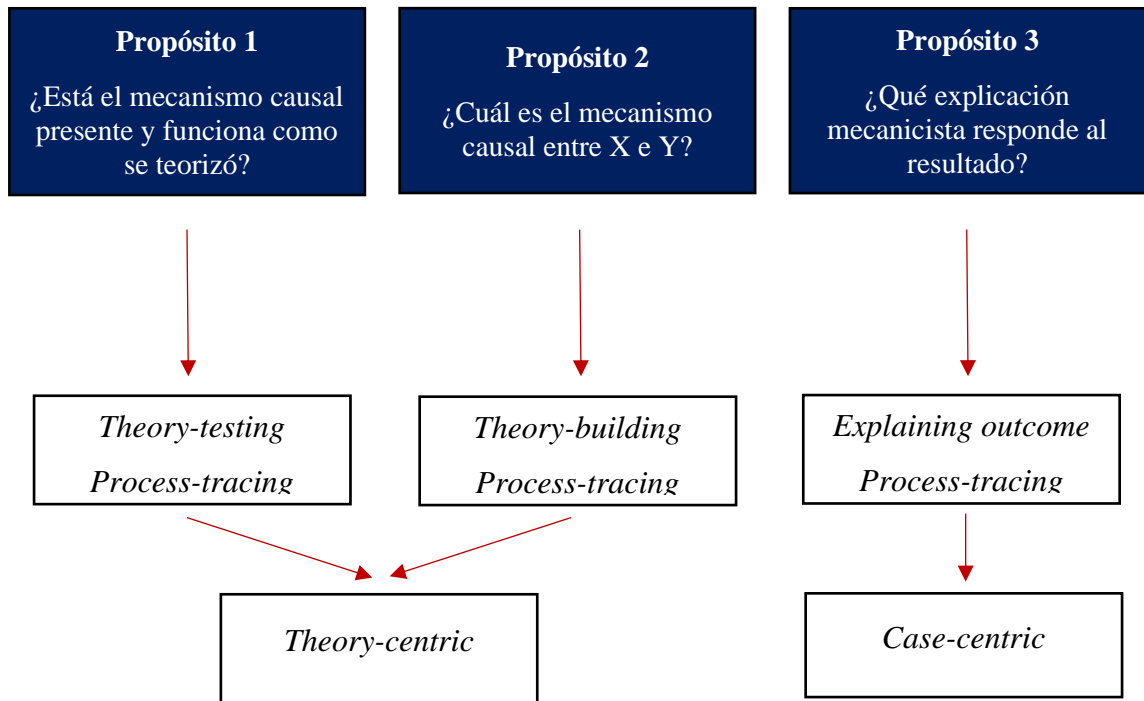 Propósito 1
¿Está el mecanismo causal
presente y funciona como
se teorizó?
Propósito 2
¿Cuál es el mecanismo
causal entre X e Y?
Propósito 3
¿Qué explicación
mecanicista responde al
resultado?
Theory-testing
Process-tracing
Theory-building
Process-tracing
Explaining outcome
Process-tracing
Theory-centric
Case-centric